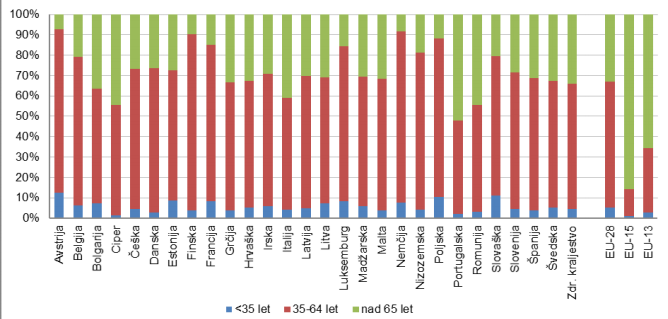 100%
90%
80%
70%
60%
50%
40%
30%
20%
10%
0%
Avstrija
Belgija
Bolgarija
Ciper
Češka
Danska
Estonija
Finska
Francija
Grčija
Hrvaška
Irska
Italija
Latvija
Litva
Luksemburg
Madžarska
Malta
Nemčija
Nizozemska
Poljska
Portugalska
Romunija
Slovaška
Slovenija
Španija
Švedska
Zdr. kraljestvo
EU-28
EU-15
EU-13
<35 let 35-64 let nad 65 let